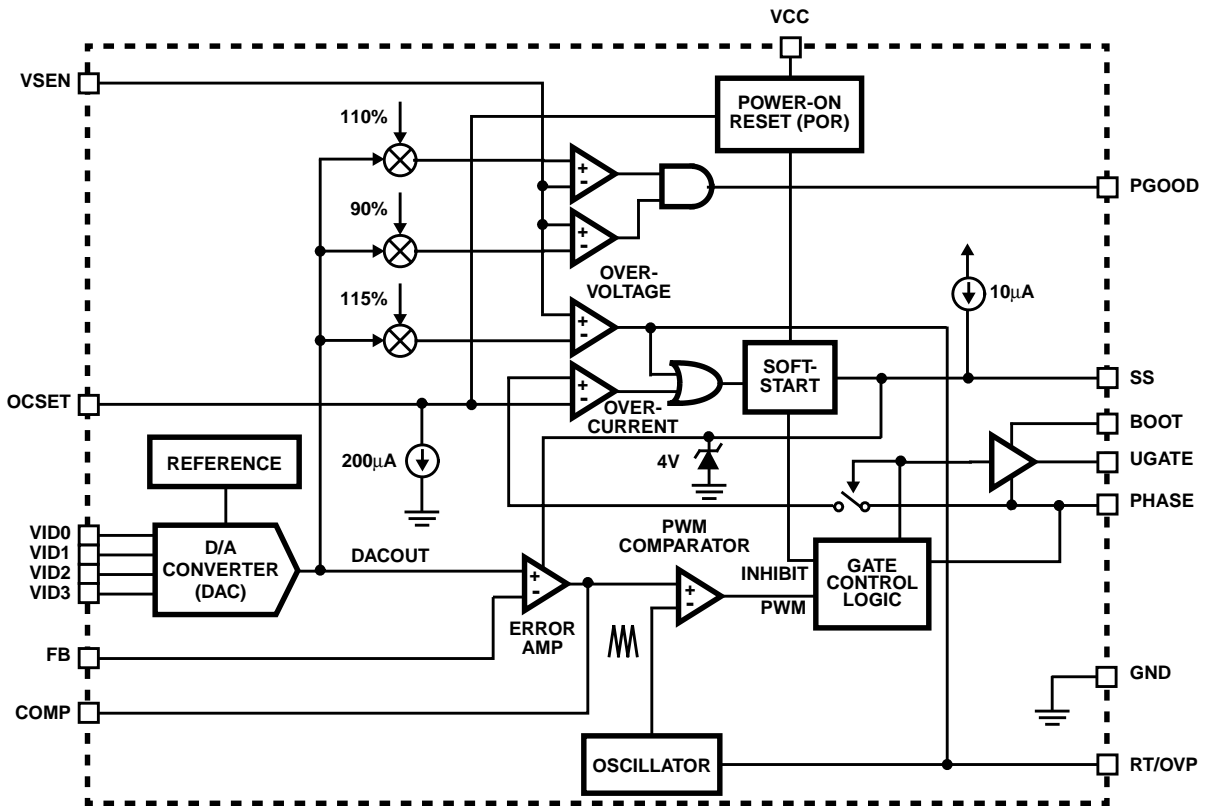 VCC
VSEN
POWER-ON
RESET (POR)
110%
+
-
PGOOD
90%
+
-
OVER-
VOLTAGE
10µA
115%
+
-
SOFT-
START
SS
OCSET
+
-
OVER-
CURRENT
BOOT
REFERENCE
200µA
4V
UGATE
PHASE
VID0
VID1
VID2
VID3
D/A
CONVERTER
(DAC)
DACOUT
PWM
COMPARATOR
+
-
+
-
INHIBIT
PWM
GATE
CONTROL
LOGIC
ERROR
AMP
FB
GND
COMP
OSCILLATOR
RT/OVP